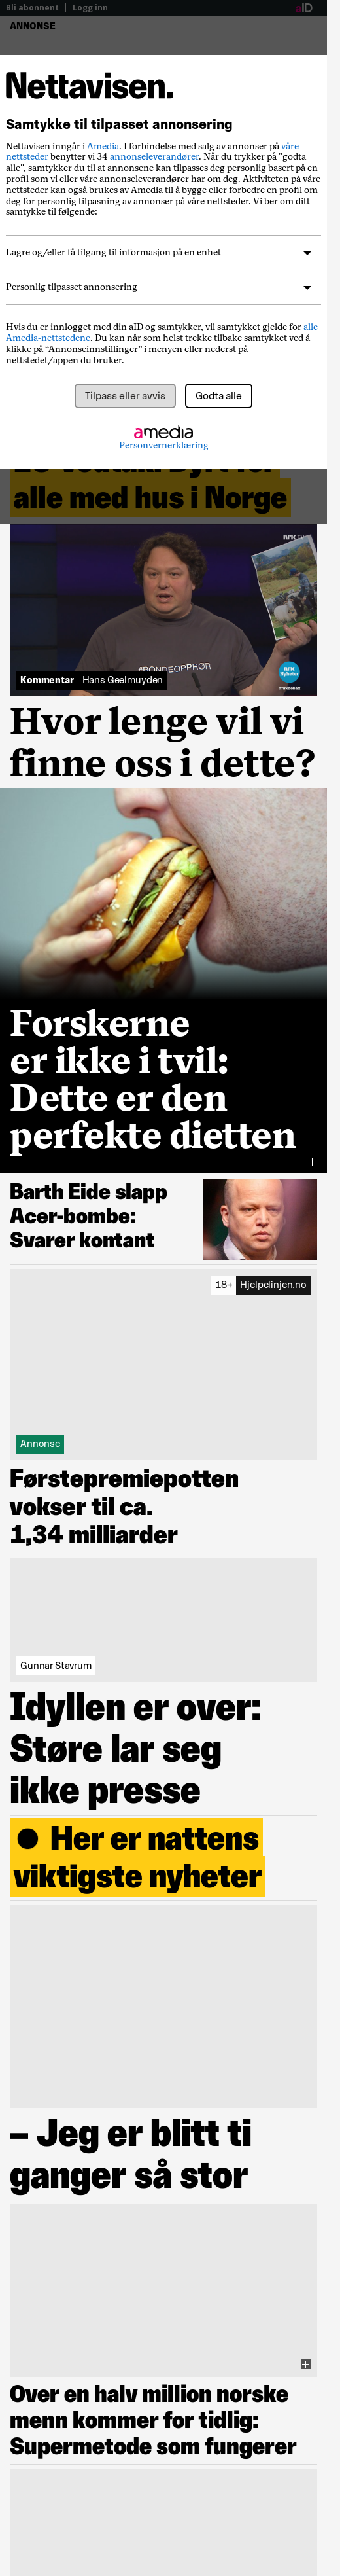 Bli abonnent | Logg inn
aID
ANNONSE
Nettavisen.
Samtykke til tilpasset annonsering
Nettavisen inngår i Amedia. I forbindelse med salg av annonser på våre
nettsteder benytter vi 34 annonseleverandører. Når du trykker på "godta
alle", samtykker du til at annonsene kan tilpasses deg personlig basert på en
profil som vi eller våre annonseleverandører har om deg. Aktiviteten på våre
nettsteder kan også brukes av Amedia til å bygge eller forbedre en profil om
deg for personlig tilpasning av annonser på våre nettsteder. Vi ber om ditt
samtykke til følgende:
Lagre og/eller få tilgang til informasjon på en enhet
Personlig tilpasset annonsering
Hvis du er innlogget med din aID og samtykker, vil samtykket gjelde for alle
Amedia-nettstedene. Du kan når som helst trekke tilbake samtykket ved å
klikke på “Annonseinnstillinger” i menyen eller nederst på
nettstedet/appen du bruker.
Tilpass eller avvis
Godta alle
amedia
Personvernerklæring
alle med hus i Norge
NRK TV
#BONDEOPPRØR
NRK
Nyheter
Kommentar | Hans Geelmuyden
Hvor lenge vil vi
finne oss i dette?
Forskerne
er ikke i tvil:
Dette er den
perfekte dietten
Barth Eide slapp
Acer-bombe:
Svarer kontant
18+ Hjelpelinjen.no
Annonse
Førstepremiepotten
vokser til ca.
1,34 milliarder
Gunnar Stavrum
Idyllen er over:
Støre lar seg
ikke presse
● Her er nattens
viktigste nyheter
– Jeg er blitt ti
ganger så stor
Over en halv million norske
menn kommer for tidlig:
Supermetode som fungerer